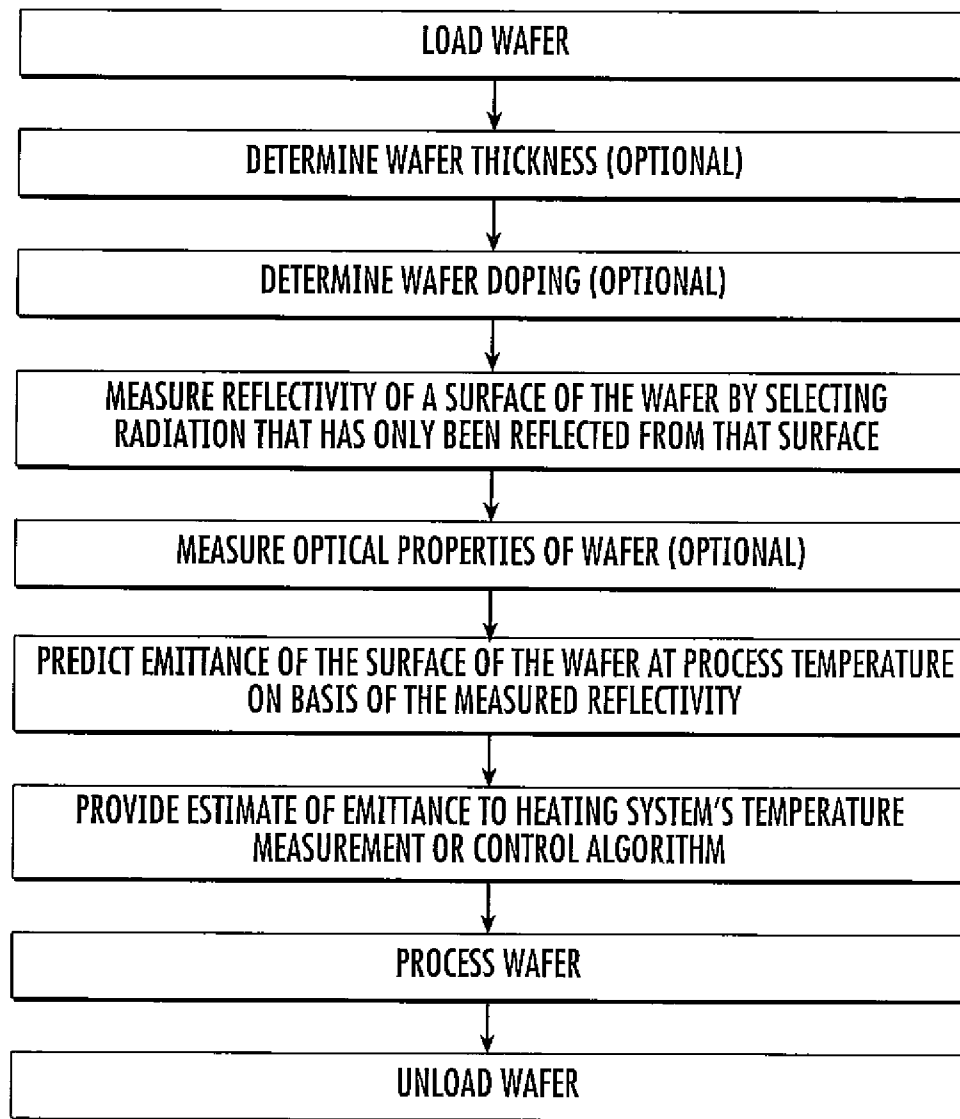 LOAD WAFER
DETERMINE WAFER THICKNESS (OPTIONAL)
DETERMINE WAFER DOPING (OPTIONAL)
MEASURE REFLECTIVITY OF A SURFACE OF THE WAFER BY SELECTING
RADIATION THAT HAS ONLY BEEN REFLECTED FROM THAT SURFACE
MEASURE OPTICAL PROPERTIES OF WAFER (OPTIONAL)
PREDICT EMITTANCE OF THE SURFACE OF THE WAFER AT PROCESS TEMPERATURE
ON BASIS OF THE MEASURED REFLECTIVITY
PROVIDE ESTIMATE OF EMITTANCE TO HEATING SYSTEM'S TEMPERATURE
MEASUREMENT OR CONTROL ALGORITHM
PROCESS WAFER
UNLOAD WAFER